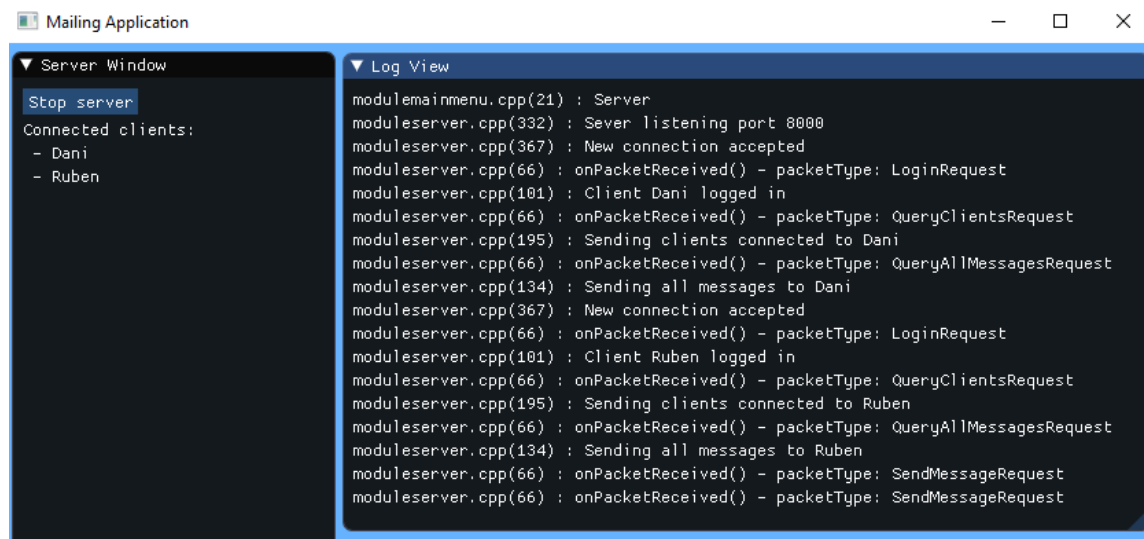 Mailing Application
Server Window
Stop server
Connected clients:
- Dani
- Ruben
Log View
modulemainmenu.cpp(21) : Server
moduleserver.cpp(332) : Sever listening port 8000
moduleserver.cpp(367) : New connection accepted
moduleserver.cpp(66) : onPacketReceived() - packetType: LoginRequest
moduleserver.cpp(101) : Client Dani logged in
moduleserver.cpp(66) : onPacketReceived() - packetType: QueryClientsRequest
moduleserver.cpp(195) : Sending clients connected to Dani
moduleserver.cpp(66) : onPacketReceived() - packetType: QueryAllMessagesRequest
moduleserver.cpp(134) : Sending all messages to Dani
moduleserver.cpp(367) : New connection accepted
moduleserver.cpp(66) : onPacketReceived() - packetType: LoginRequest
moduleserver.cpp(101) : Client Ruben logged in
moduleserver.cpp(66) : onPacketReceived() - packetType: QueryClientsRequest
moduleserver.cpp(195) : Sending clients connected to Ruben
moduleserver.cpp(66) : onPacketReceived() - packetType: QueryAllMessagesRequest
moduleserver.cpp(134) : Sending all messages to Ruben
moduleserver.cpp(66) : onPacketReceived() - packetType: SendMessageRequest
moduleserver.cpp(66) : onPacketReceived() - packetType: SendMessageRequest